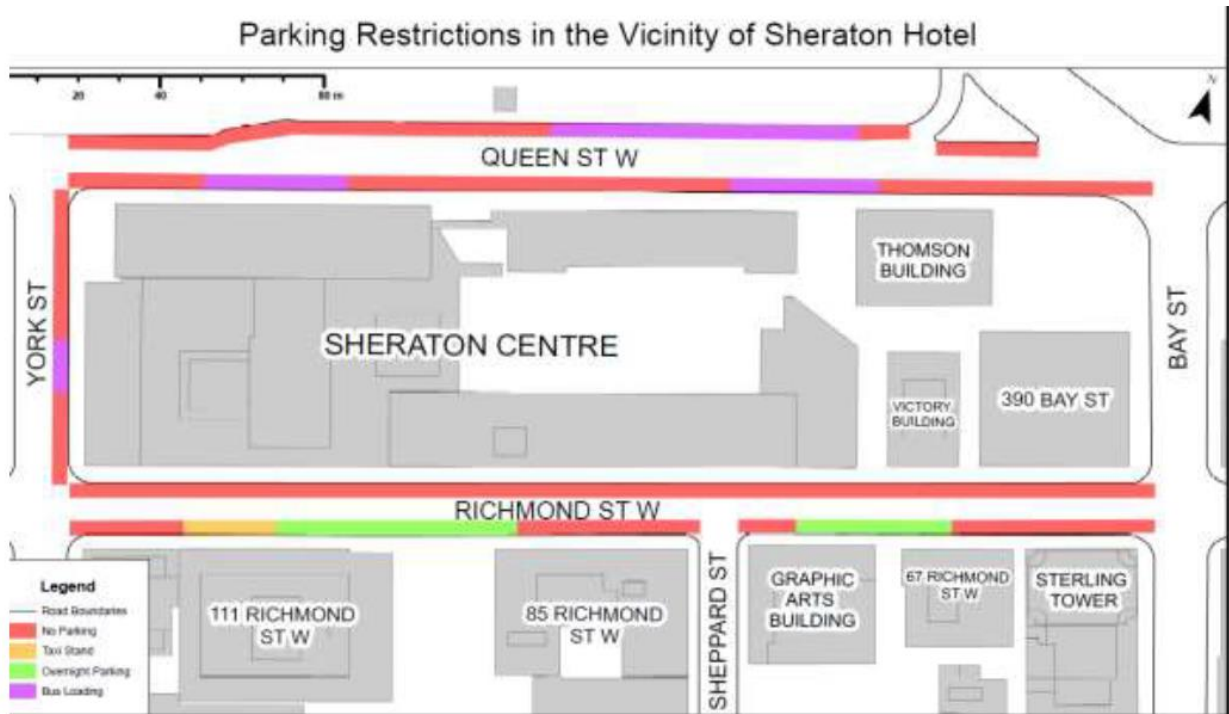 Parking Restrictions in the Vicinity of Sheraton Hotel
20 40 80 m
N
QUEEN ST W
THOMSON
BUILDING
YORK ST
BAY ST
SHERATON CENTRE
VICTORY
BUILDING
390 BAY ST
RICHMOND ST W
SHEPPARD ST
111 RICHMOND
ST W
85 RICHMOND
ST W
GRAPHIC
ARTS
BUILDING
67 RICHMOND
ST W
STERLING
TOWER
Legend
Road Boundaries
No Parking
Taxi Stand
Overnight Parking
Bus Loading